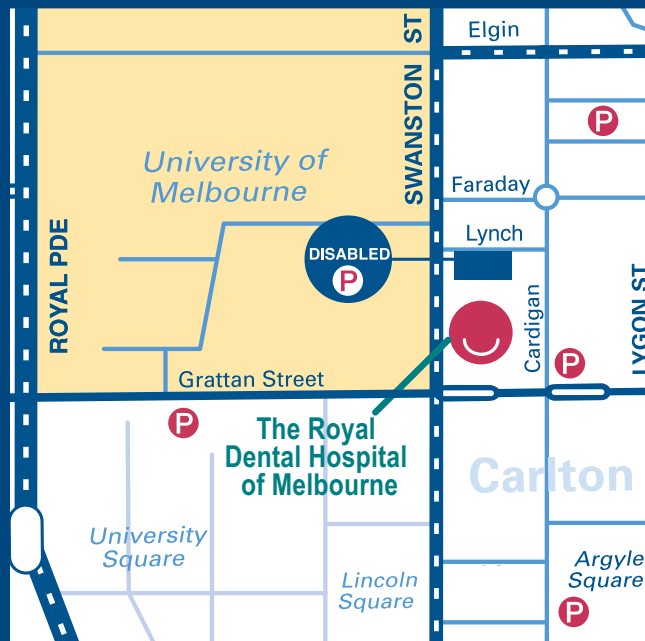 Elgin
SWANSTON ST
P
University of
Melbourne
Faraday
ROYAL PDE
DISABLED
P
Lynch
Cardigan
LYGON ST
P
Grattan Street
P
The Royal
Dental Hospital
of Melbourne
Carlton
University
Square
Lincoln
Square
Argyle
Square
P